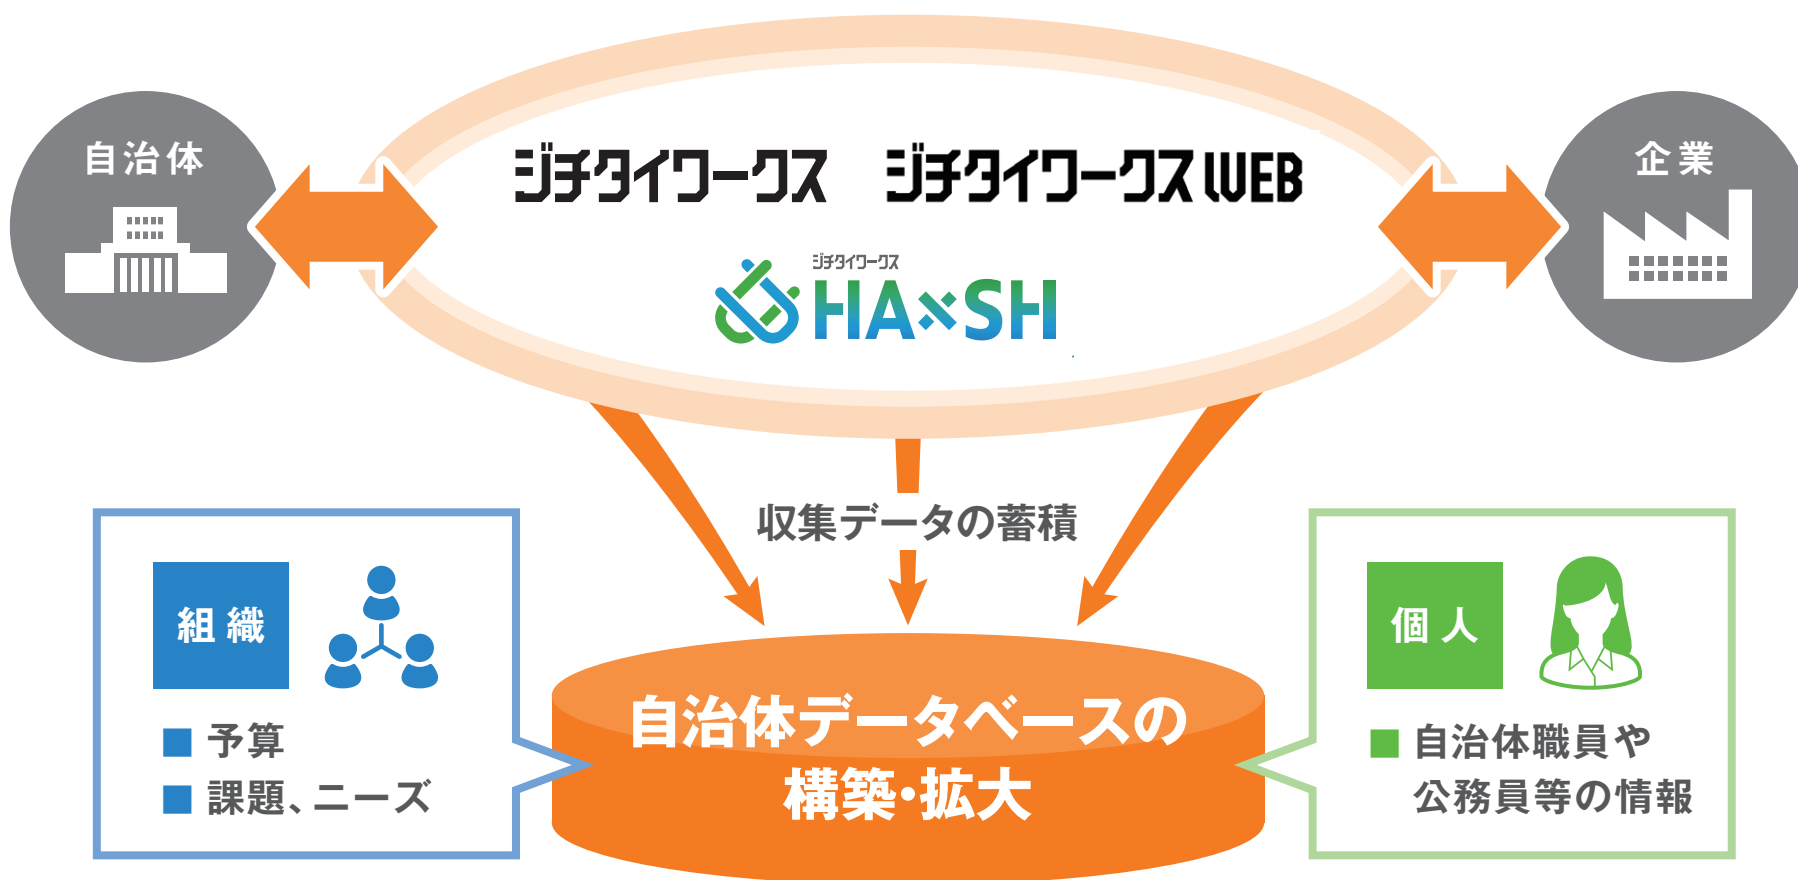 自治体
企業
ジチタイワークス
ジチタイワークス WEB
ジチタイワークス
HA×SH
収集データの蓄積
組織
予算
課題、ニーズ
自治体データベースの
構築・拡大
個人
自治体職員や
公務員等の情報